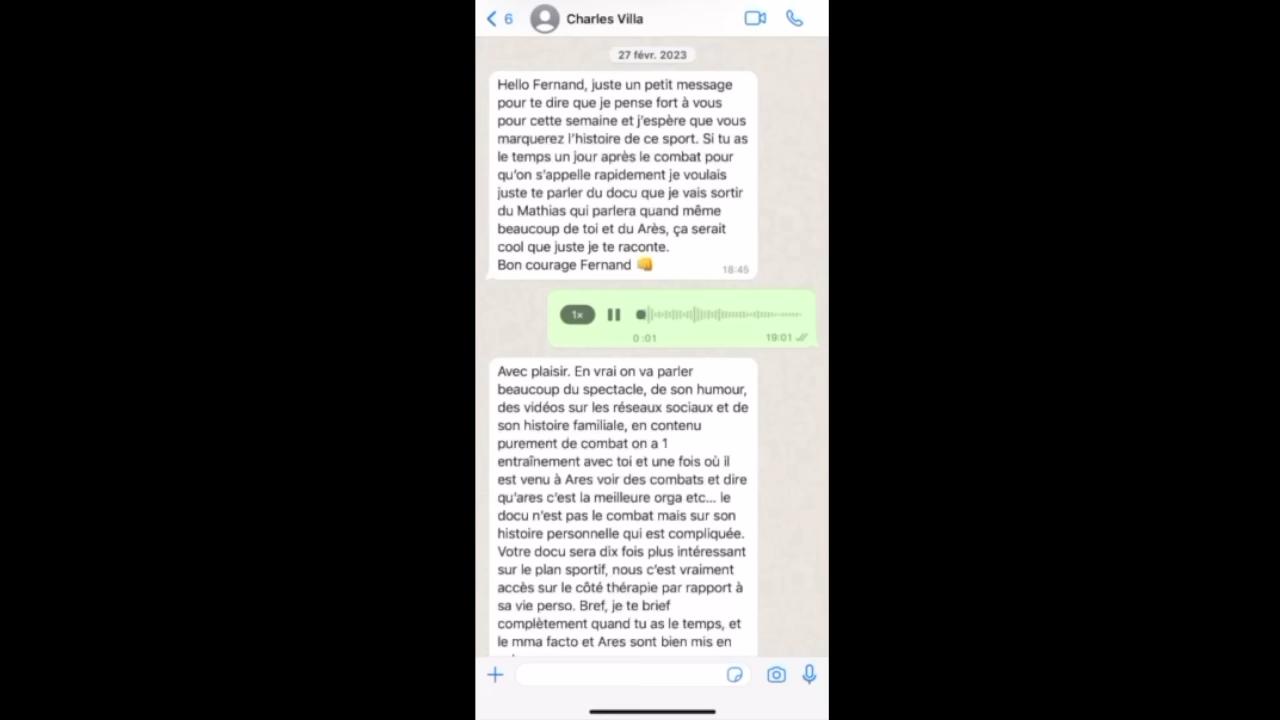 6
Charles Villa
27 févr. 2023
Hello Fernand, juste un petit message
pour te dire que je pense fort à vous
pour cette semaine et j'espère que vous
marquerez l'histoire de ce sport. Si tu as
le temps un jour après le combat pour
qu'on s'appelle rapidement je voulais
juste te parler du docu que je vais sortir
du Mathias qui parlera quand même
beaucoup de toi et du Arès, ça serait
cool que juste je te raconte.
Bon courage Fernand 👊
18:45
1×
0:01
19:01
Avec plaisir. En vrai on va parler
beaucoup du spectacle, de son humour,
des vidéos sur les réseaux sociaux et de
son histoire familiale, en contenu
purement de combat on a 1
entraînement avec toi et une fois où il
est venu à Ares voir des combats et dire
qu'ares c'est la meilleure orga etc... le
docu n'est pas le combat mais sur son
histoire personnelle qui est compliquée.
Votre docu sera dix fois plus intéressant
sur le plan sportif, nous c'est vraiment
accès sur le côté thérapie par rapport à
sa vie perso. Bref, je te brief
complètement quand tu as le temps, et
le mma facto et Ares sont bien mis en